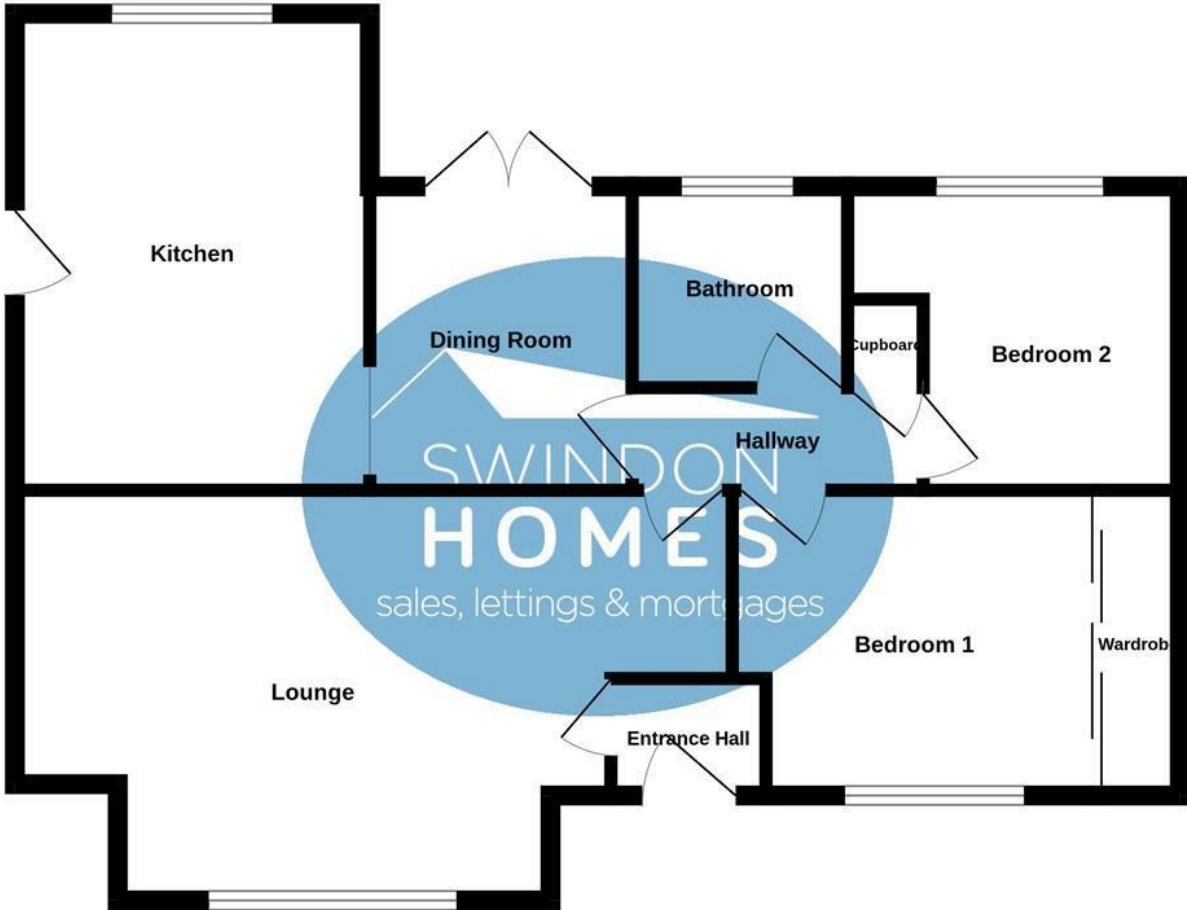 Kitchen
Bathroom
Dining Room
Cupboard
Bedroom 2
Hallway
SWINDON
HOMES
sales, lettings & mortgages
Bedroom 1
Wardrob
Lounge
Entrance Hall